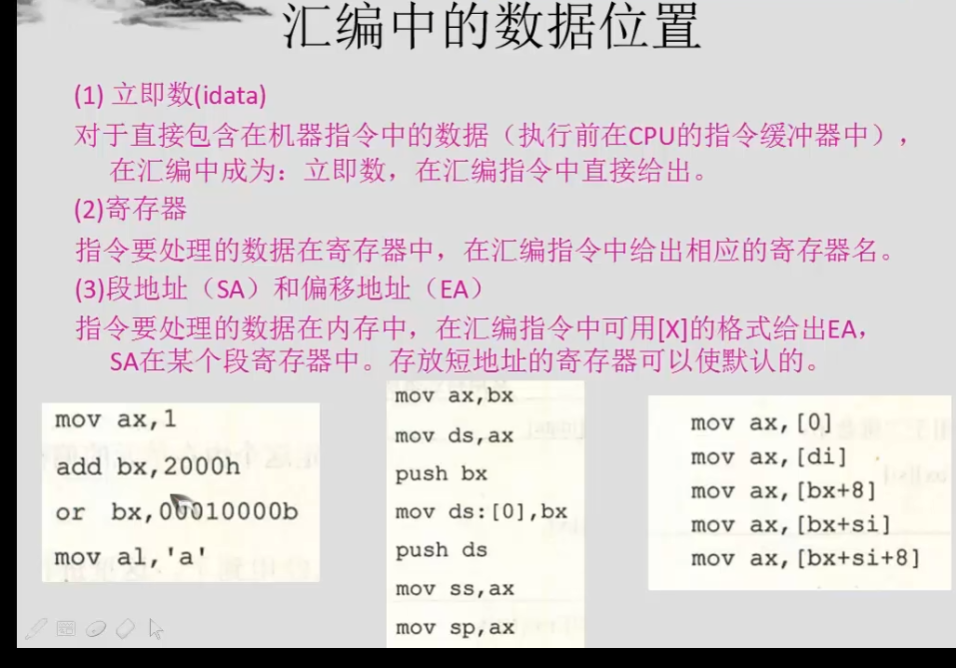 汇编中的数据位置
(1) 立即数(idata)
对于直接包含在机器指令中的数据（执行前在CPU的指令缓冲器中），
在汇编中成为：立即数，在汇编指令中直接给出。
(2)寄存器
指令要处理的数据在寄存器中，在汇编指令中给出相应的寄存器名。
(3)段地址（SA）和偏移地址（EA）
指令要处理的数据在内存中，在汇编指令中可用[X]的格式给出EA，
SA在某个段寄存器中。存放短地址的寄存器可以使默认的。
mov ax,1
add bx,2000h
or bx,00010000b
mov al,'a'
mov ax,bx
mov ds,ax
push bx
mov ds:[0],bx
push ds
mov ss,ax
mov sp,ax
mov ax,[0]
mov ax,[di]
mov ax,[bx+8]
mov ax,[bx+si]
mov ax,[bx+si+8]